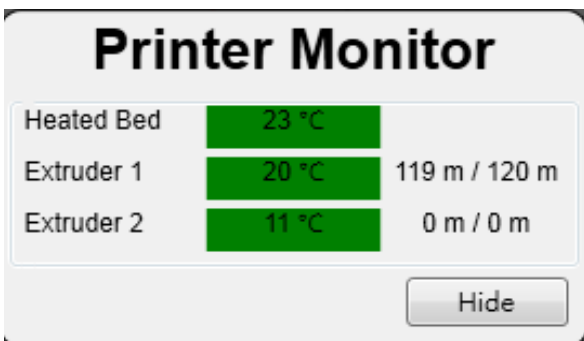 Printer Monitor
Heated Bed 23 °C
Extruder 1 20 °C 119 m / 120 m
Extruder 2 11 °C 0 m / 0 m
Hide